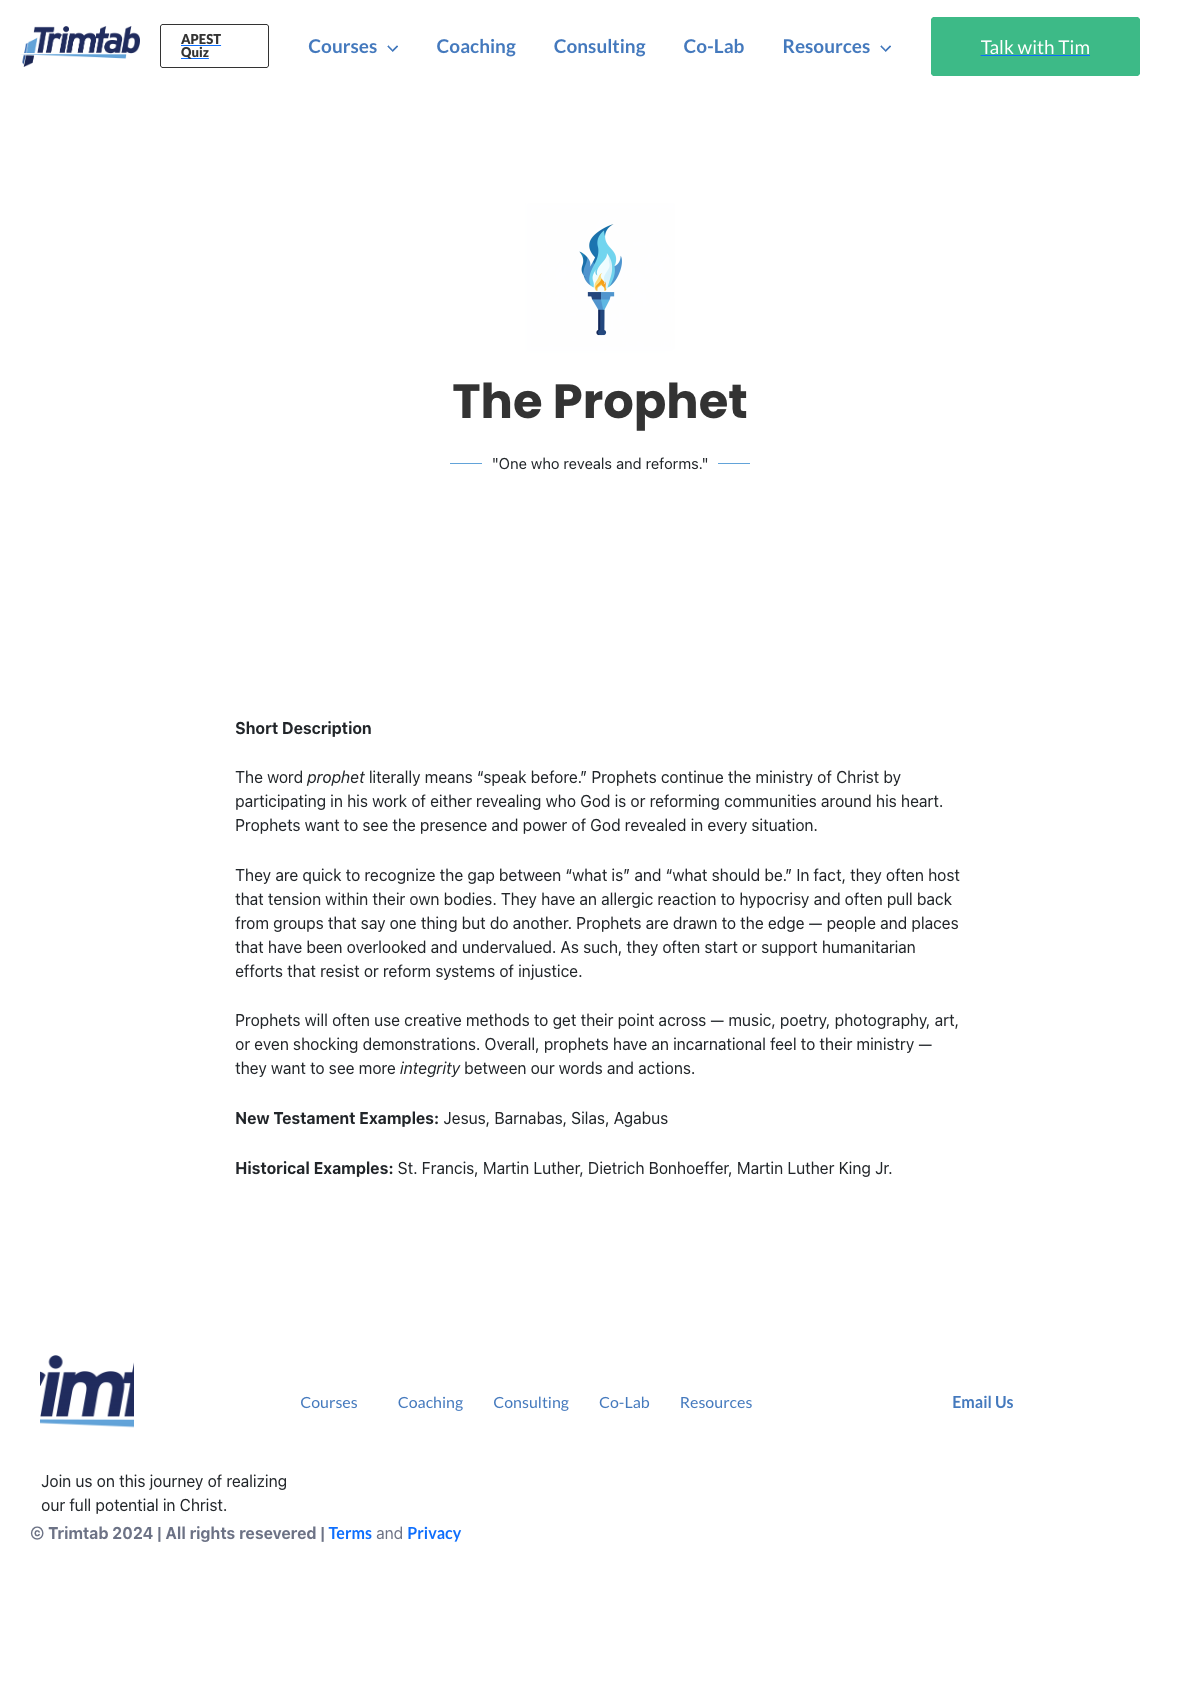 Trimtab
APEST
Quiz
Courses
Coaching
Consulting
Co-Lab
Resources
Talk with Tim
The Prophet
"One who reveals and reforms."
Short Description
The word prophet literally means “speak before.” Prophets continue the ministry of Christ by
participating in his work of either revealing who God is or reforming communities around his heart.
Prophets want to see the presence and power of God revealed in every situation.
They are quick to recognize the gap between “what is” and “what should be.” In fact, they often host
that tension within their own bodies. They have an allergic reaction to hypocrisy and often pull back
from groups that say one thing but do another. Prophets are drawn to the edge — people and places
that have been overlooked and undervalued. As such, they often start or support humanitarian
efforts that resist or reform systems of injustice.
Prophets will often use creative methods to get their point across — music, poetry, photography, art,
or even shocking demonstrations. Overall, prophets have an incarnational feel to their ministry —
they want to see more integrity between our words and actions.
New Testament Examples: Jesus, Barnabas, Silas, Agabus
Historical Examples: St. Francis, Martin Luther, Dietrich Bonhoeffer, Martin Luther King Jr.
Courses
Coaching
Consulting
Co-Lab
Resources
Email Us
Join us on this journey of realizing
our full potential in Christ.
© Trimtab 2024 | All rights resevered | Terms and Privacy